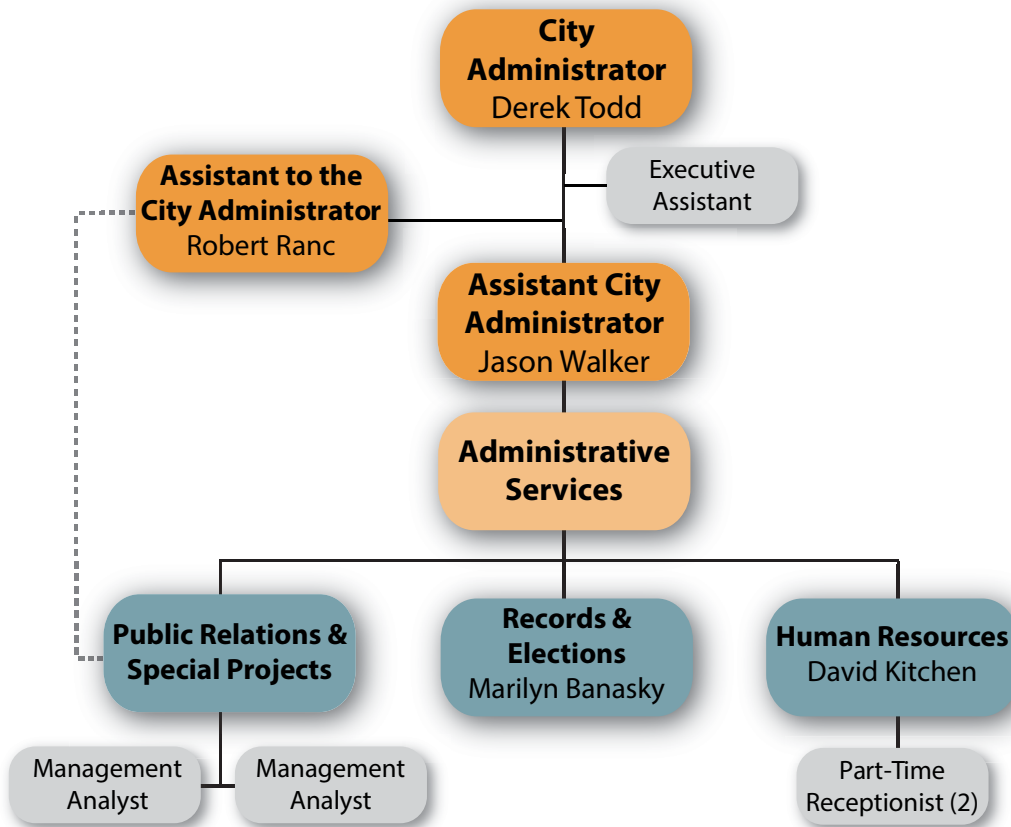 City
Administrator
Derek Todd
Executive
Assistant
Assistant to the
City Administrator
Robert Ranc
Assistant City
Administrator
Jason Walker
Administrative
Services
Public Relations &
Special Projects
Records &
Elections
Marilyn Banasky
Human Resources
David Kitchen
Management
Analyst
Management
Analyst
Part-Time
Receptionist (2)